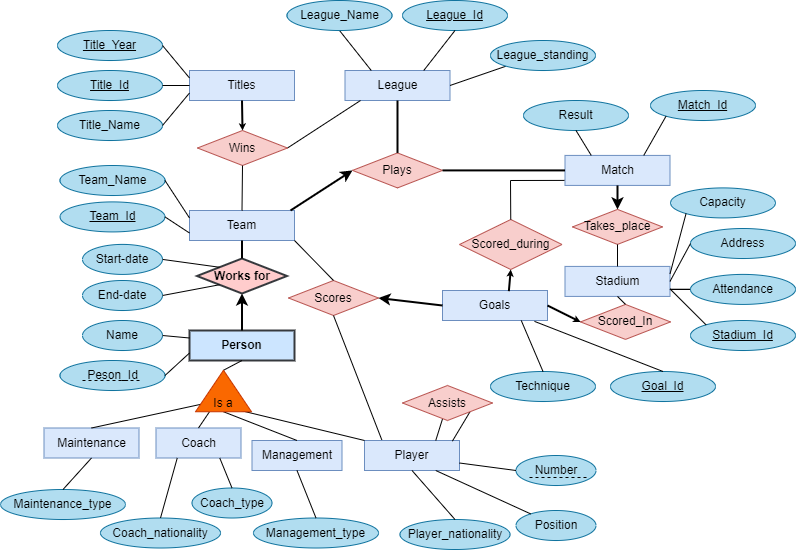 League_Name
League_Id
Title_Year
League_standing
Title_Id
Titles
League
Title_Name
Result
Match_Id
Wins
Plays
Match
Team_Name
Team_Id
Team
Capacity
Takes_place
Scored_during
Address
Start-date
Works for
End-date
Stadium
Attendance
Scores
Goals
Scored_In
Stadium_Id
Name
Person
Peson_Id
Technique
Goal_Id
Is a
Assists
Maintenance
Coach
Management
Player
Number
Maintenance_type
Coach_type
Coach_nationality
Management_type
Player_nationality
Position